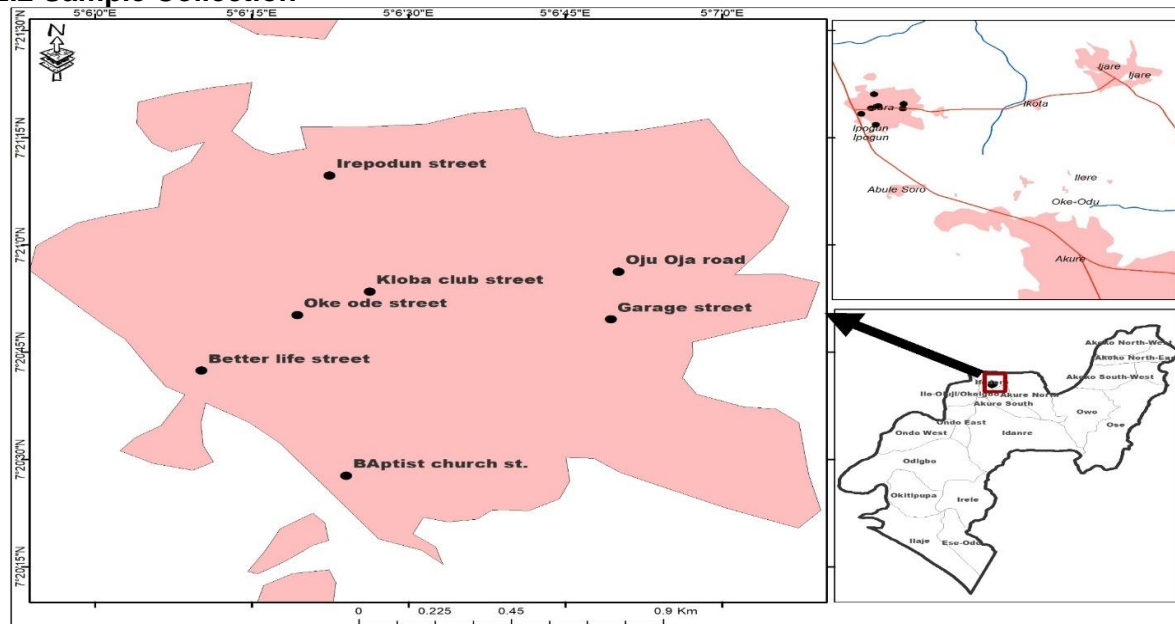 5°6'0"E 5°6'15"E 5°6'30"E 5°6'45"E 5°7'0"E
7°21'30"N
7°21'15"N
7°21'0"N
7°20'45"N
7°20'30"N
7°20'15"N
N
Irepodun street
Oju Oja road
Kloba club street
Oke ode street
Garage street
Better life street
BAptist church st.
0 0.225 0.45 0.9 Km
Ijare
Ijare
Ikota
Ipogun
Ipogun
Ilere
Abule Soro
Oke-Odu
Akure
Akoko North-West
Akoko North-East
Akoko South-West
Akure North
Akure South
Owo
Ose
Ondo East
Ondo West
Idanre
Odigbo
Okitipupa
Irele
Ilaje
Ese-Odo